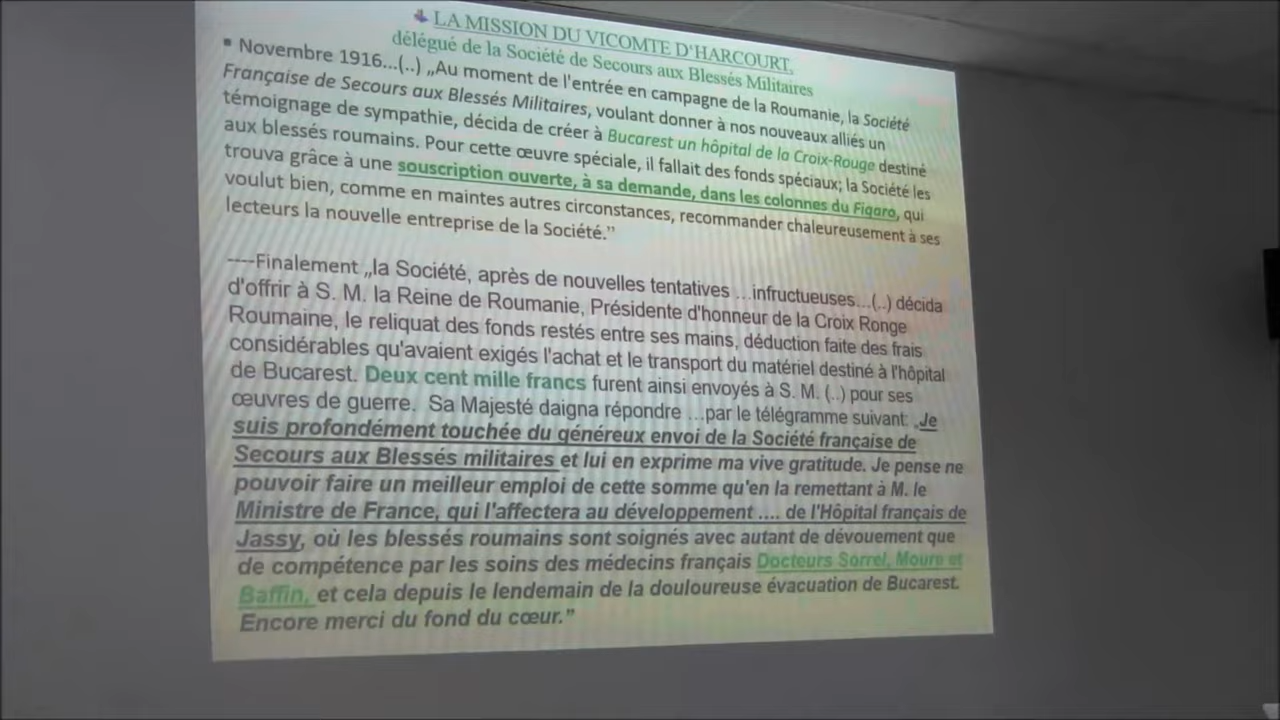 LA MISSION DU VICOMTE D'HARCOURT,
délégué de la Société de Secours aux Blessés Militaires
▪ Novembre 1916...(..) „Au moment de l'entrée en campagne de la Roumanie, la Société
Française de Secours aux Blessés Militaires, voulant donner à nos nouveaux alliés un
témoignage de sympathie, décida de créer à Bucarest un hôpital de la Croix-Rouge destiné
aux blessés roumains. Pour cette œuvre spéciale, il fallait des fonds spéciaux; la Société les
trouva grâce à une souscription ouverte, à sa demande, dans les colonnes du Figaro, qui
voulut bien, comme en maintes autres circonstances, recommander chaleureusement à ses
lecteurs la nouvelle entreprise de la Société.”
----Finalement „la Société, après de nouvelles tentatives ...infructueuses...(..) décida
d'offrir à S. M. la Reine de Roumanie, Présidente d'honneur de la Croix Ronge
Roumaine, le reliquat des fonds restés entre ses mains, déduction faite des frais
considérables qu'avaient exigés l'achat et le transport du matériel destiné à l'hôpital
de Bucarest. Deux cent mille francs furent ainsi envoyés à S. M. (..) pour ses
œuvres de guerre. Sa Majesté daigna répondre ...par le télégramme suivant: „Je
suis profondément touchée du généreux envoi de la Société française de
Secours aux Blessés militaires et lui en exprime ma vive gratitude. Je pense ne
pouvoir faire un meilleur emploi de cette somme qu'en la remettant à M. le
Ministre de France, qui l'affectera au développement .... de l'Hôpital français de
Jassy, où les blessés roumains sont soignés avec autant de dévouement que
de compétence par les soins des médecins français Docteurs Sorrel, Moure et
Baffin, et cela depuis le lendemain de la douloureuse évacuation de Bucarest.
Encore merci du fond du cœur.”